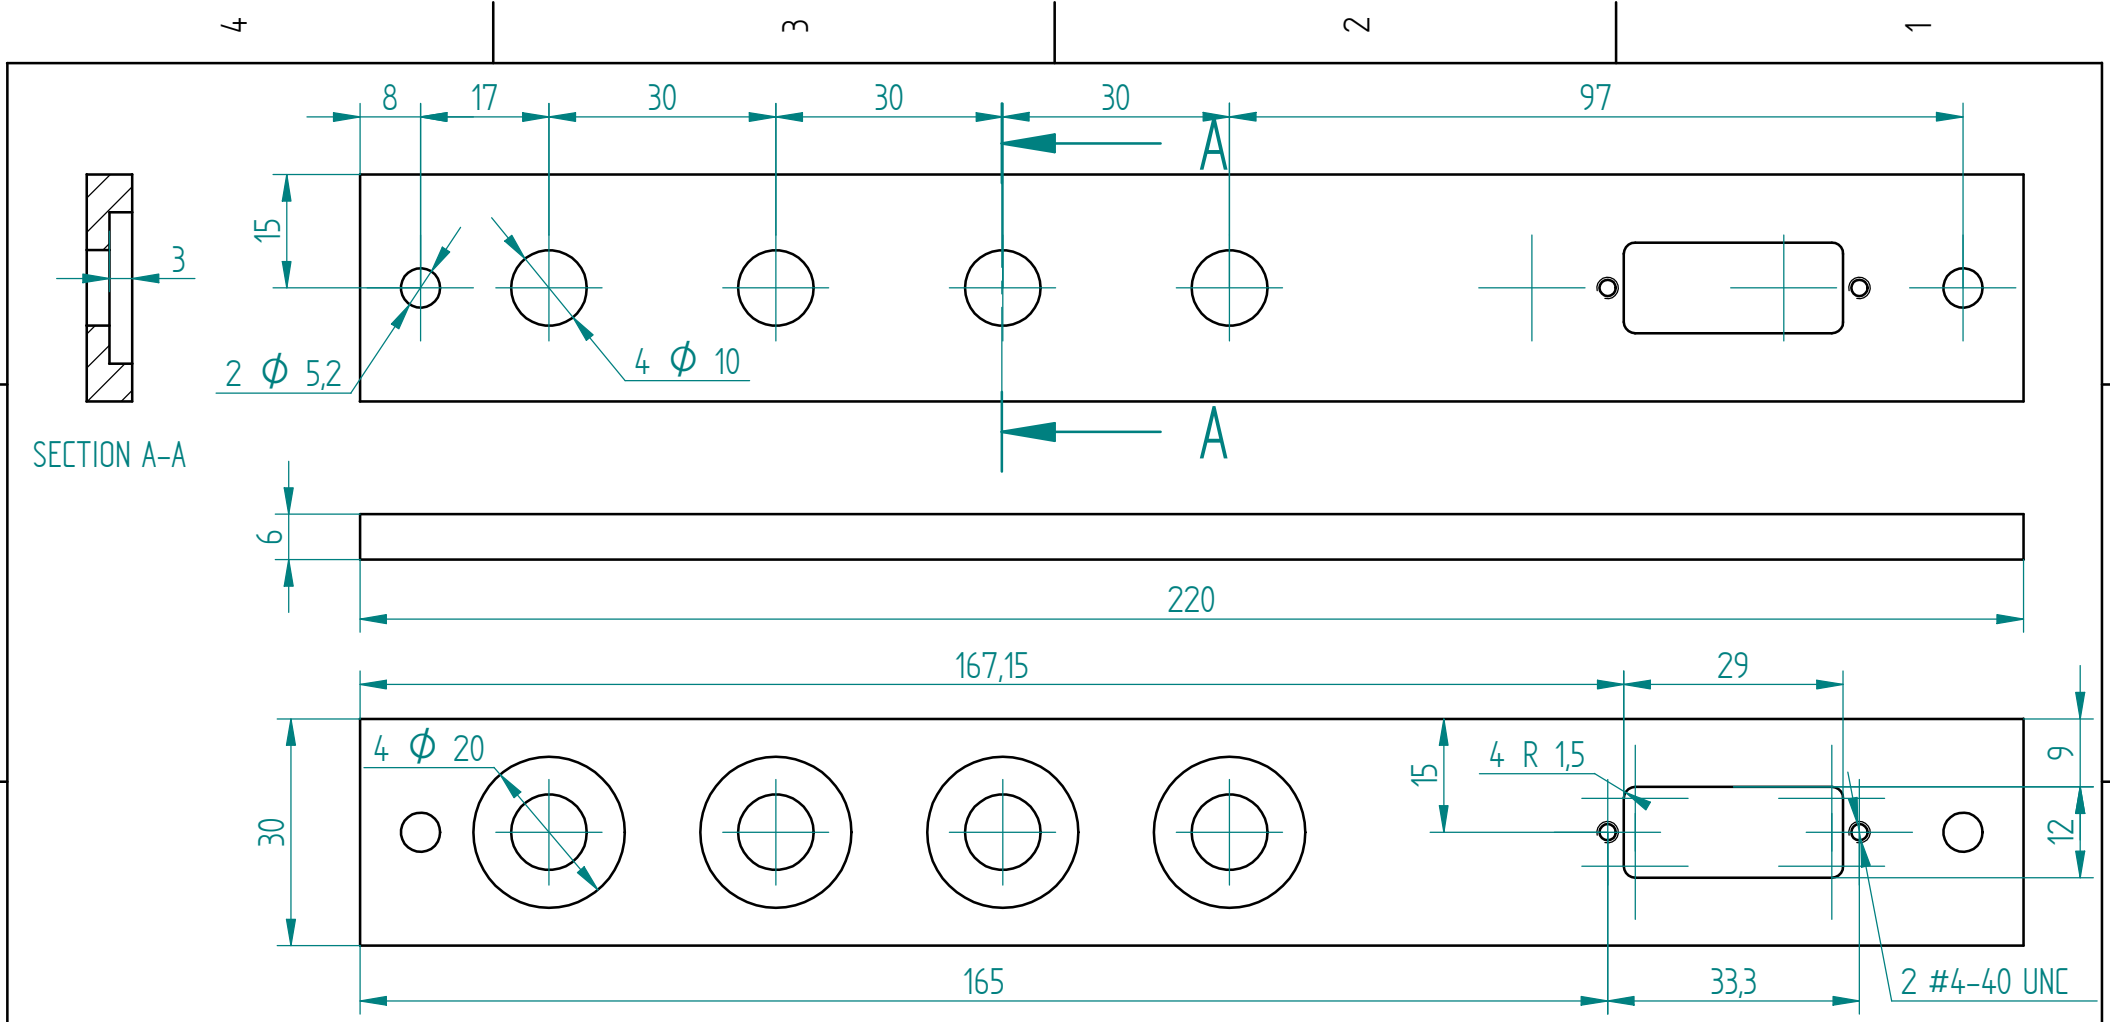 4 3 2 1
8 17 30 30 30 97
A
15
3
2 Φ 5,2
4 Φ 10
A
SECTION A-A
6
220
167,15 29
4 Φ 20
15
4 R 1,5
9
30
12
165 33,3
2 #4-40 UNC